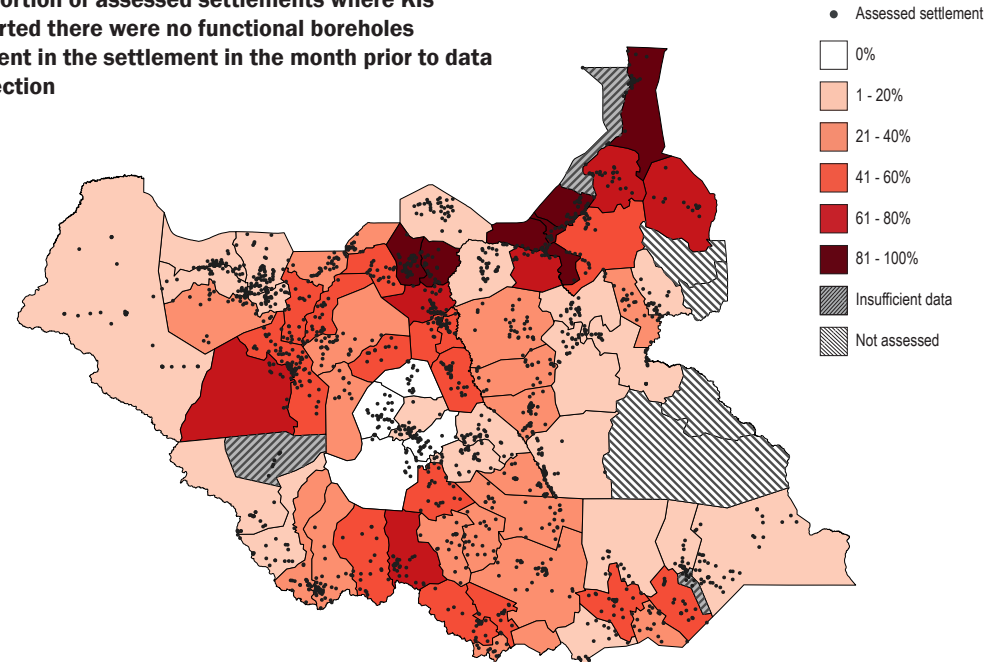 ortion of assessed settlements where KIs
rted there were no functional boreholes
ent in the settlement in the month prior to data
ection
Assessed settlement
0%
1 - 20%
21 - 40%
41 - 60%
61 - 80%
81 - 100%
Insufficient data
Not assessed